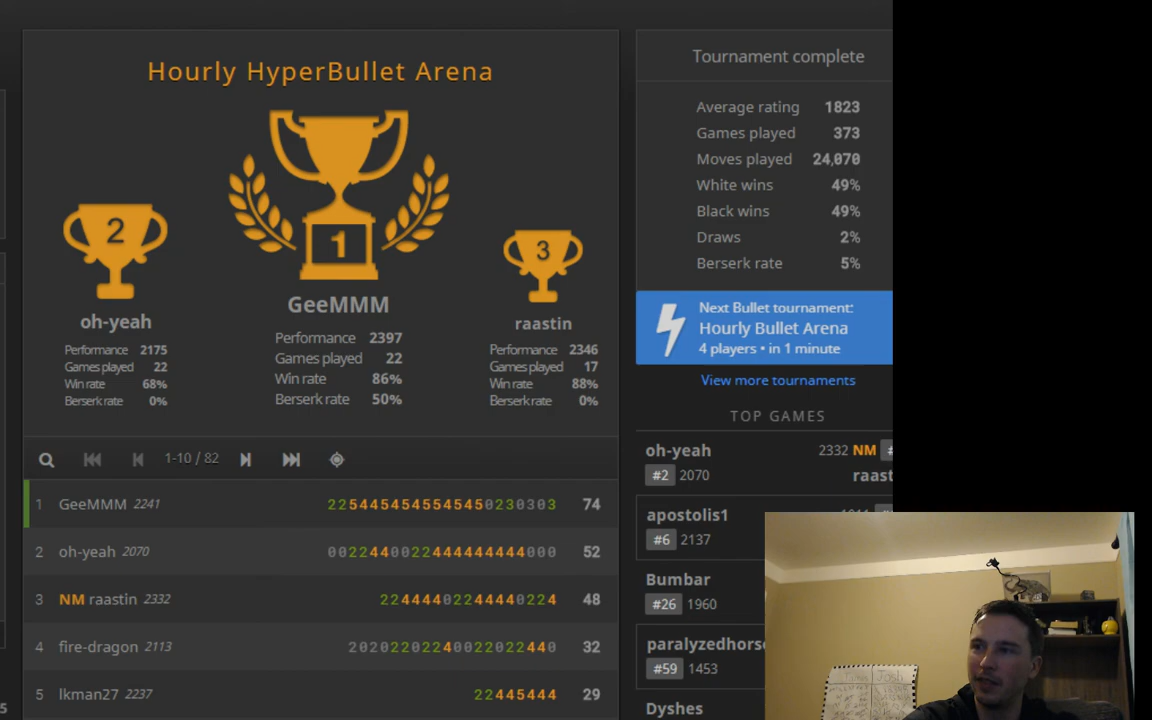 Hourly HyperBullet Arena
2
1
3
oh-yeah
Performance 2175
Games played 22
Win rate 68%
Berserk rate 0%
GeeMMM
Performance 2397
Games played 22
Win rate 86%
Berserk rate 50%
raastin
Performance 2346
Games played 17
Win rate 88%
Berserk rate 0%
1-10 / 82
1 GeeMMM 2241 2254454545545450230303 74
2 oh-yeah 2070 0022440022444444444000 52
3 NM raastin 2332 22444402244440224 48
4 fire-dragon 2113 20202202240022022440 32
5 lkman27 2237 22445444 29
Tournament complete
Average rating 1823
Games played 373
Moves played 24,070
White wins 49%
Black wins 49%
Draws 2%
Berserk rate 5%
Next Bullet tournament:
Hourly Bullet Arena
4 players • in 1 minute
View more tournaments
TOP GAMES
oh-yeah 2332 NM
#2 2070 raast
apostolis1
#6 2137
Bumbar
#26 1960
paralyzedhors
#59 1453
Dyshes
Josh